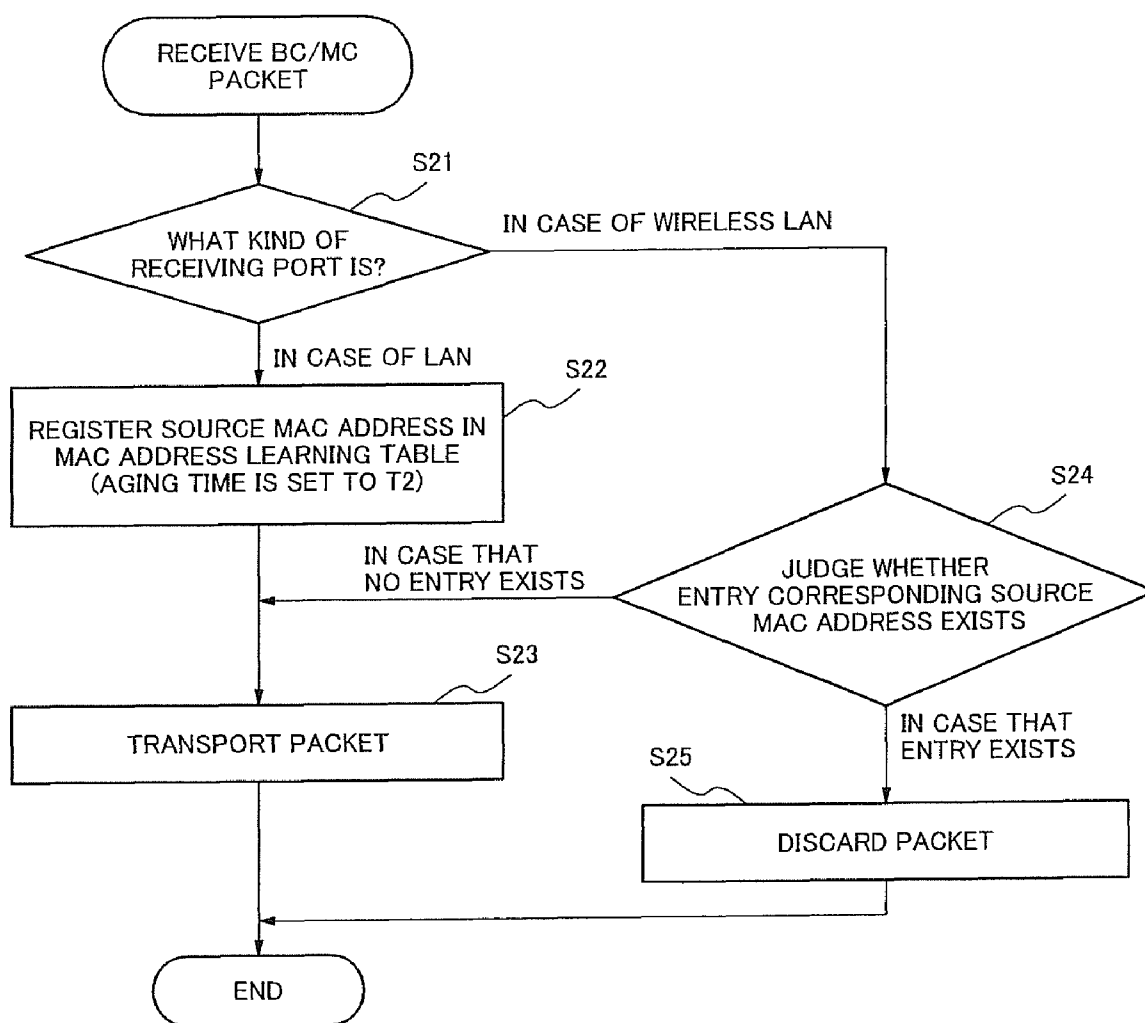 RECEIVE BC/MC
PACKET
S21
WHAT KIND OF
RECEIVING PORT IS?
IN CASE OF WIRELESS LAN
IN CASE OF LAN
S22
REGISTER SOURCE MAC ADDRESS IN
MAC ADDRESS LEARNING TABLE
(AGING TIME IS SET TO T2)
S24
JUDGE WHETHER
ENTRY CORRESPONDING SOURCE
MAC ADDRESS EXISTS
IN CASE THAT
NO ENTRY EXISTS
S23
TRANSPORT PACKET
IN CASE THAT
ENTRY EXISTS
S25
DISCARD PACKET
END